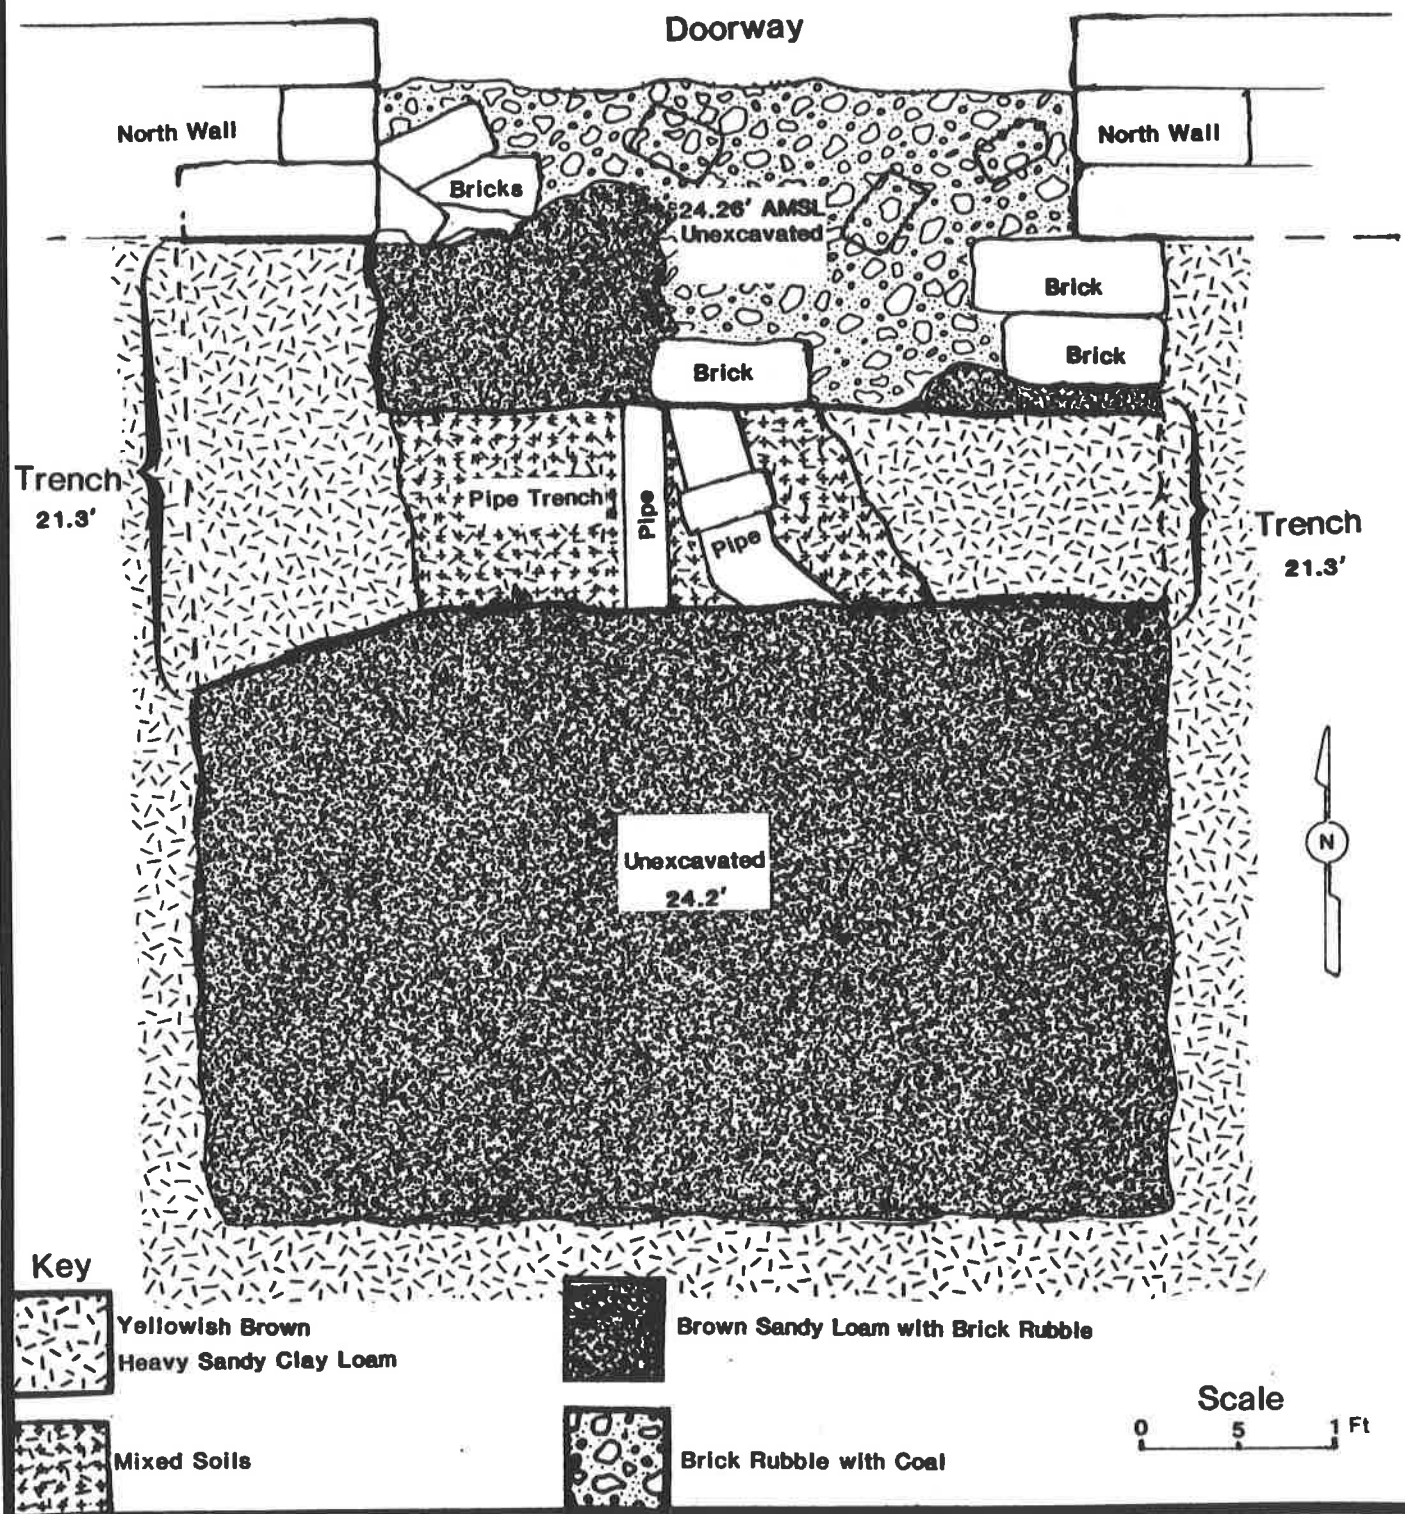 Doorway
North Wall
North Wall
Bricks
24.26' AMSL
Unexcavated
Brick
Brick
Brick
Trench
21.3'
Pipe Trench
Pipe
Pipe
Trench
21.3'
Unexcavated
24.2'
N
Key
Yellowish Brown
Heavy Sandy Clay Loam
Brown Sandy Loam with Brick Rubble
Mixed Soils
Brick Rubble with Coal
Scale
0 5 1 Ft